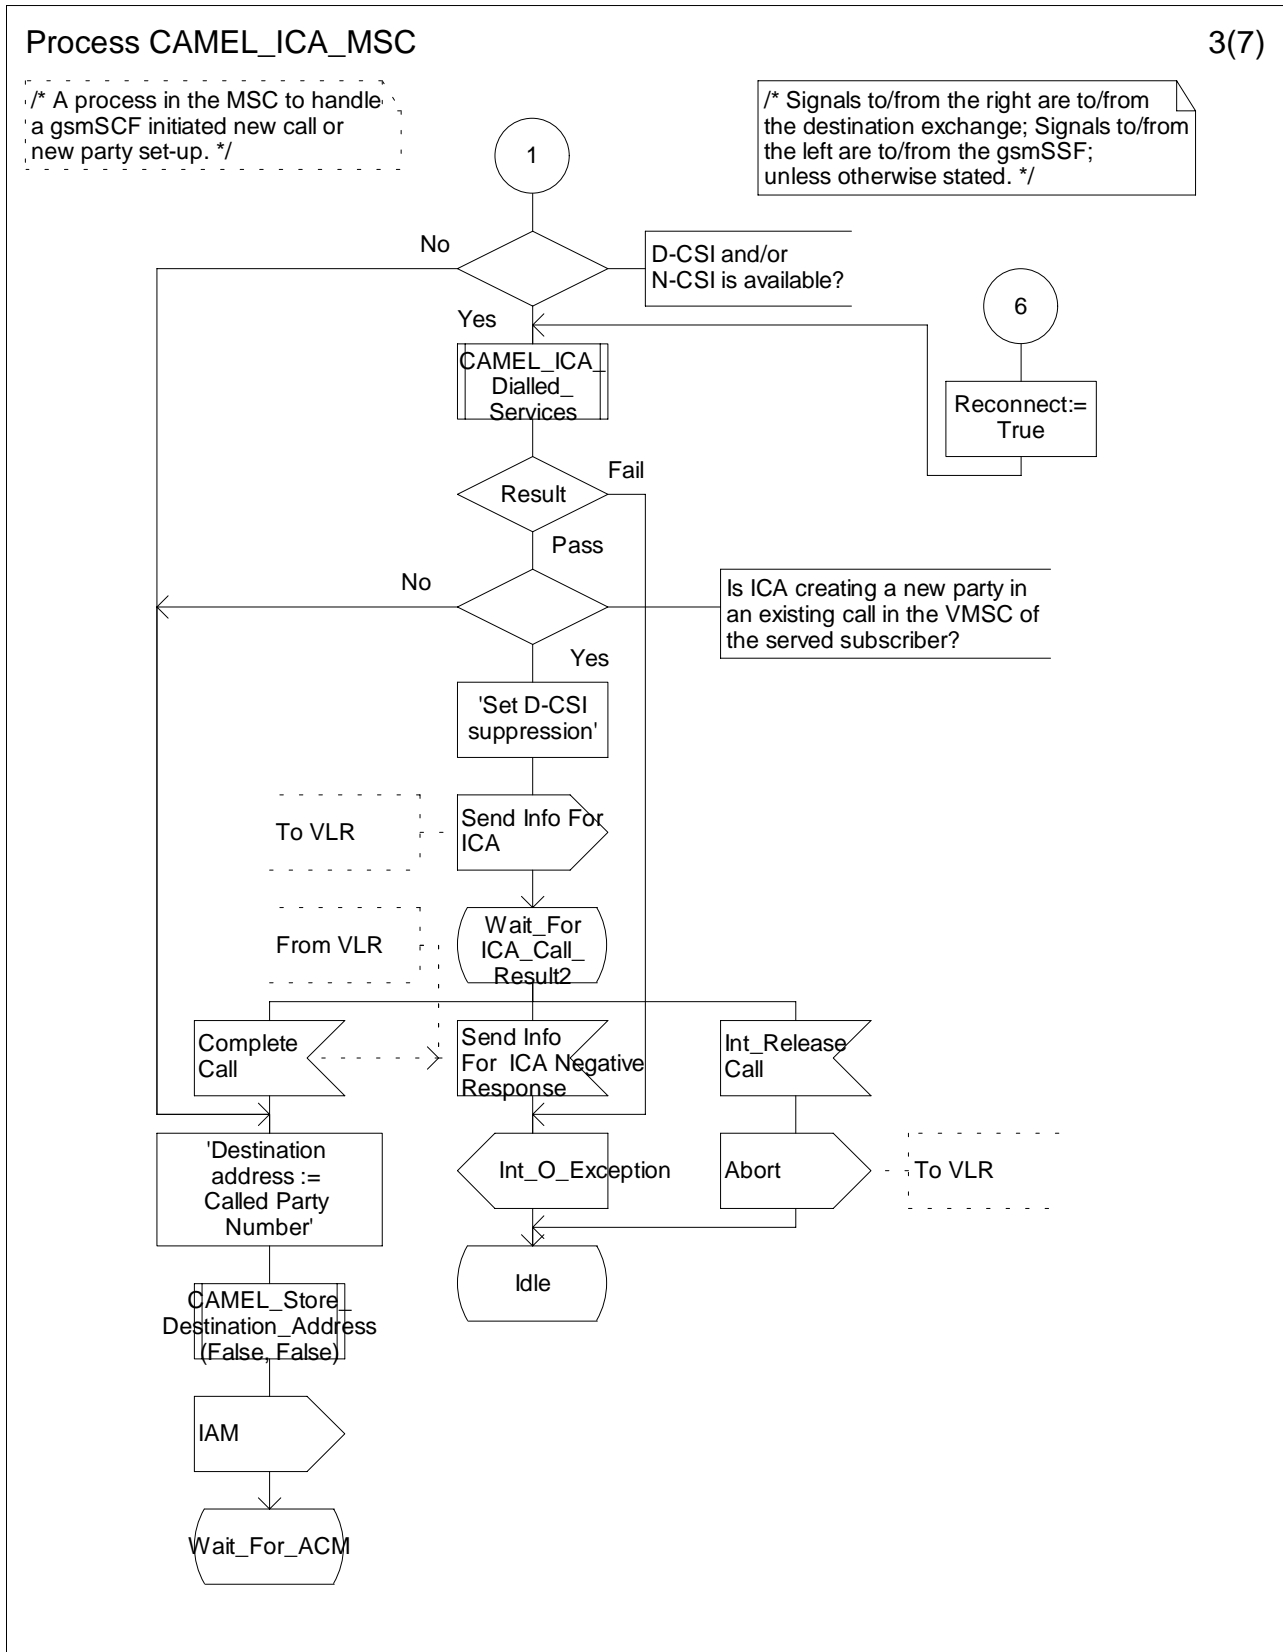 Process CAMEL_ICA_MSC
3(7)
/* A process in the MSC to handle
a gsmSCF initiated new call or
new party set-up. */
/* Signals to/from the right are to/from
the destination exchange; Signals to/from
the left are to/from the gsmSSF;
unless otherwise stated. */
1
No
D-CSI and/or
N-CSI is available?
Yes
6
CAMEL_ICA_
Dialled_
Services
Reconnect:=
True
Result
Fail
Pass
No
Is ICA creating a new party in
an existing call in the VMSC of
the served subscriber?
Yes
'Set D-CSI
suppression'
To VLR
Send Info For
ICA
From VLR
Wait_For
ICA_Call_
Result2
Complete
Call
Send Info
For ICA Negative
Response
Int_Release
Call
'Destination
address :=
Called Party
Number'
Int_O_Exception
Abort
To VLR
Idle
CAMEL_Store_
Destination_Address
(False, False)
IAM
Wait_For_ACM